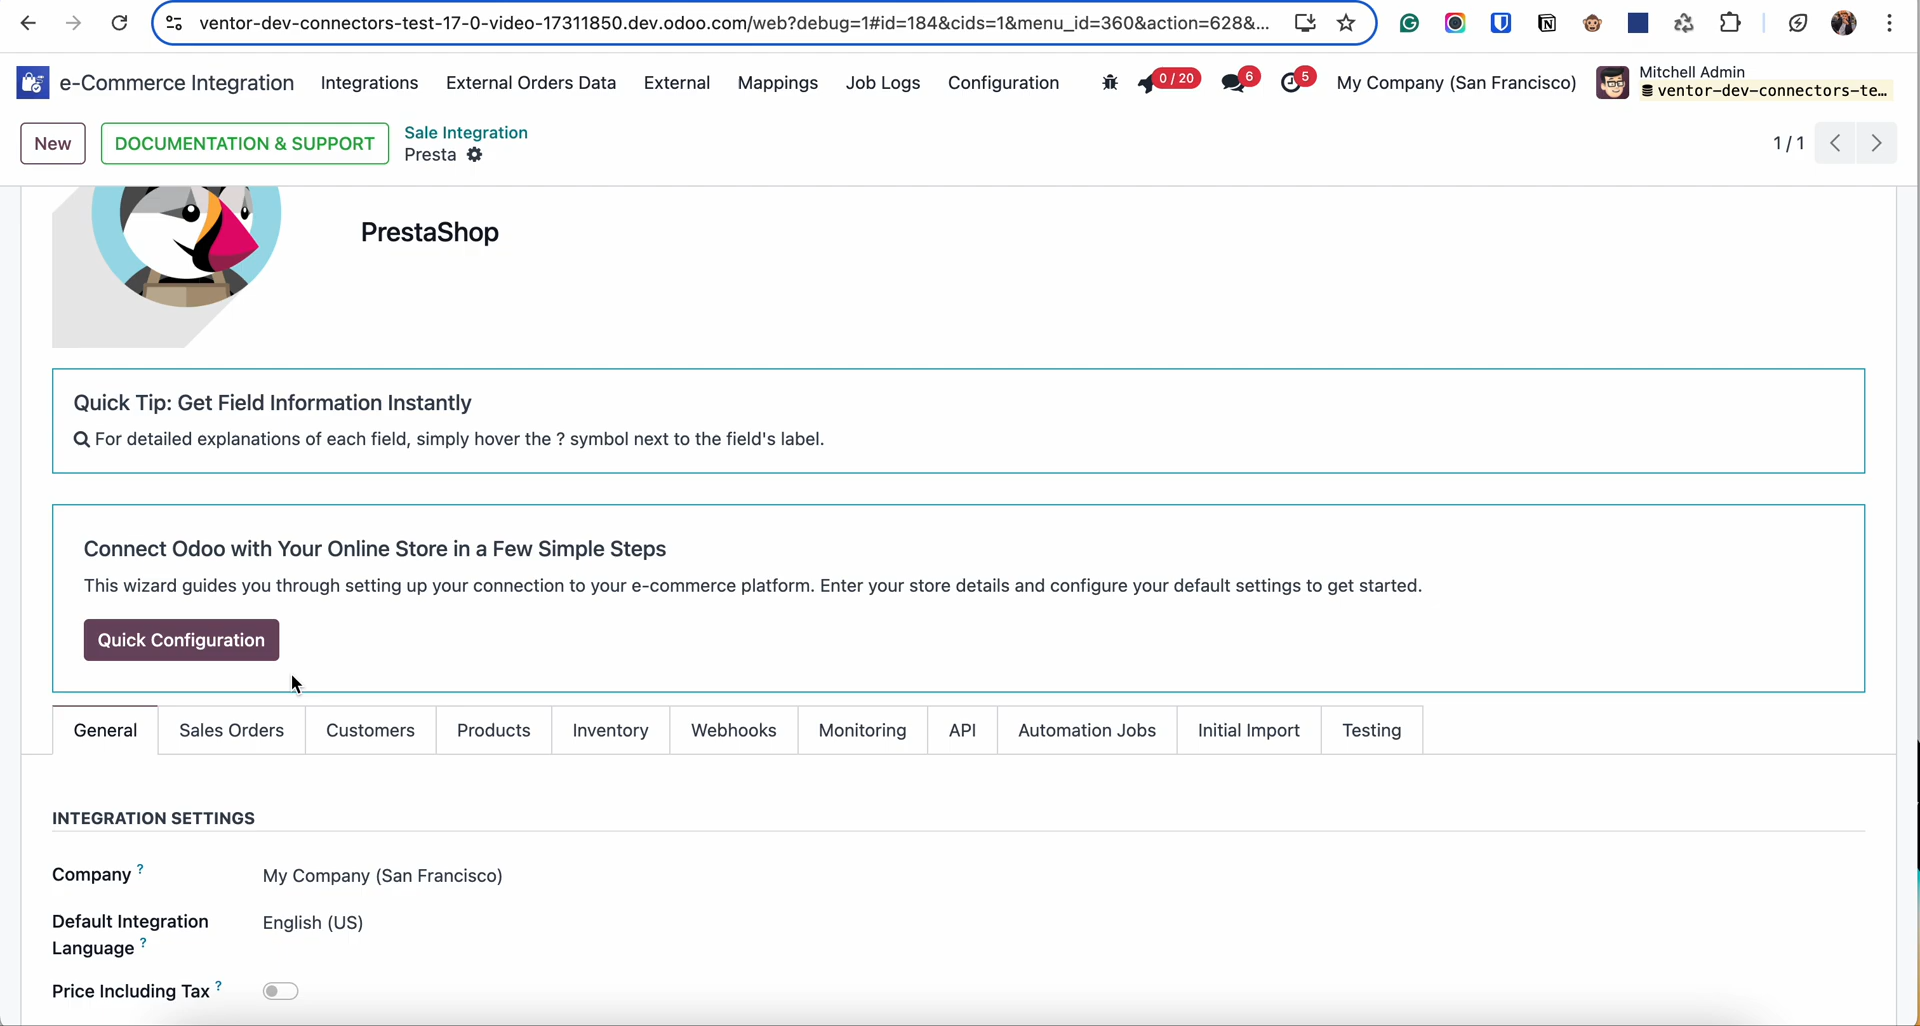 ventor-dev-connectors-test-17-0-video-17311850.dev.odoo.com/web?debug=1#id=184&cids=1&menu_id=360&action=628&...
e-Commerce Integration Integrations External Orders Data External Mappings Job Logs Configuration 0 / 20 6 5 My Company (San Francisco) Mitchell Admin
ventor-dev-connectors-te...
New DOCUMENTATION & SUPPORT Sale Integration
Presta 1 / 1
PrestaShop
Quick Tip: Get Field Information Instantly
For detailed explanations of each field, simply hover the ? symbol next to the field's label.
Connect Odoo with Your Online Store in a Few Simple Steps
This wizard guides you through setting up your connection to your e-commerce platform. Enter your store details and configure your default settings to get started.
Quick Configuration
General Sales Orders Customers Products Inventory Webhooks Monitoring API Automation Jobs Initial Import Testing
INTEGRATION SETTINGS
Company ? My Company (San Francisco)
Default Integration English (US)
Language ?
Price Including Tax ?